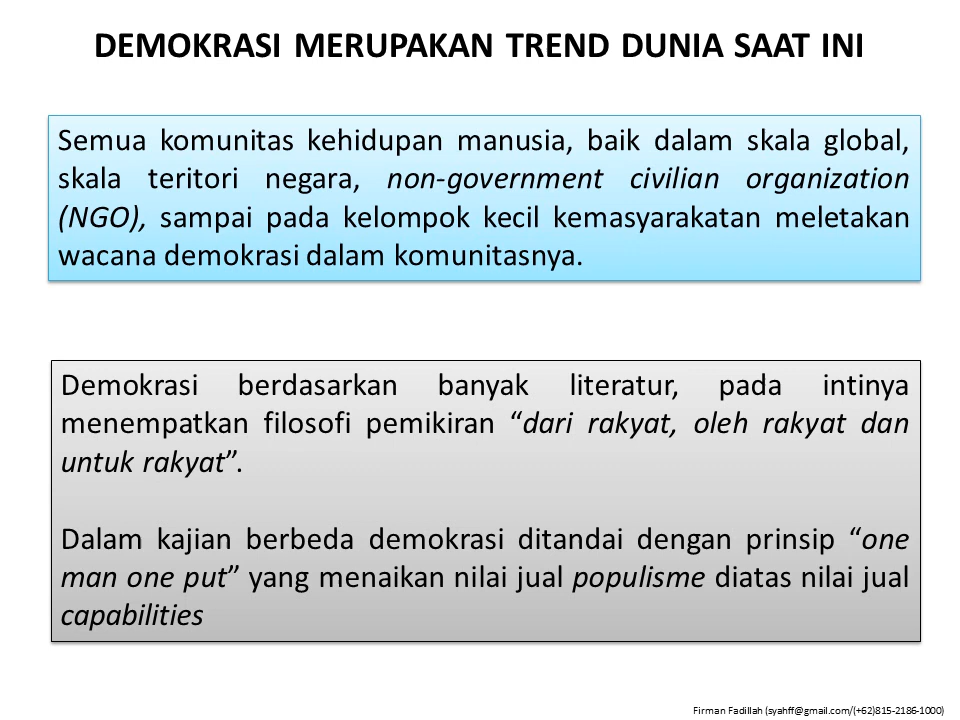 DEMOKRASI MERUPAKAN TREND DUNIA SAAT INI
Semua komunitas kehidupan manusia, baik dalam skala global,
skala teritori negara, non-government civilian organization
(NGO), sampai pada kelompok kecil kemasyarakatan meletakan
wacana demokrasi dalam komunitasnya.
Demokrasi berdasarkan banyak literatur, pada intinya
menempatkan filosofi pemikiran “dari rakyat, oleh rakyat dan
untuk rakyat”.
Dalam kajian berbeda demokrasi ditandai dengan prinsip “one
man one put” yang menaikan nilai jual populisme diatas nilai jual
capabilities
Firman Fadillah (syahff@gmail.com/(+62)815-2186-1000)